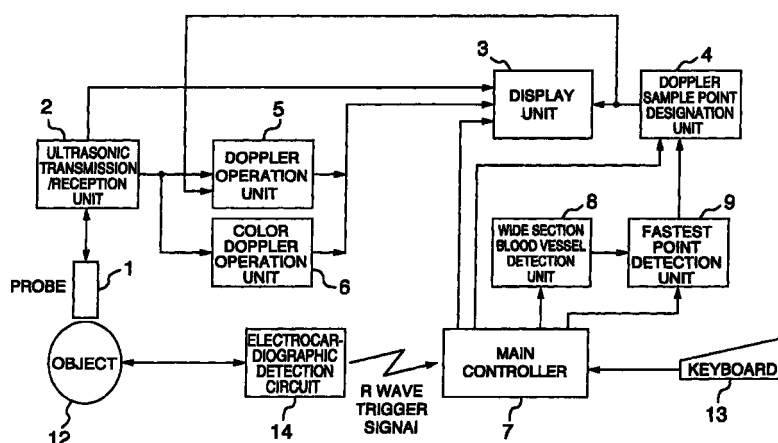 3
DISPLAY
UNIT
4
DOPPLER
SAMPLE POINT
DESIGNATION
UNIT
2
ULTRASONIC
TRANSMISSION
/RECEPTION
UNIT
5
DOPPLER
OPERATION
UNIT
COLOR
DOPPLER
OPERATION
UNIT
6
8
WIDE SECTION
BLOOD VESSEL
DETECTION
UNIT
9
FASTEST
POINT
DETECTION
UNIT
PROBE
1
OBJECT
12
ELECTROCAR-
DIOGRAPHIC
DETECTION
CIRCUIT
14
R WAVE
TRIGGER
SIGNAl
MAIN
CONTROLLER
7
KEYBOARD
13